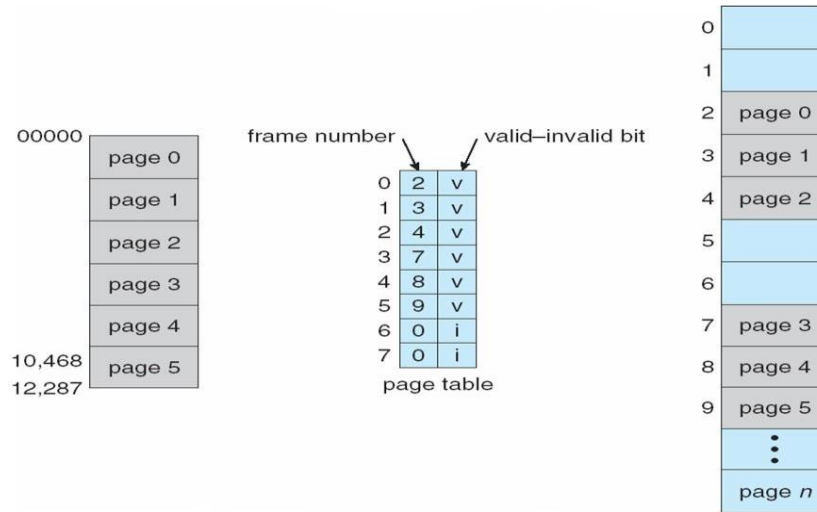 00000
page 0
page 1
page 2
page 3
page 4
page 5
10,468
12,287
frame number
valid–invalid bit
0 2 v
1 3 v
2 4 v
3 7 v
4 8 v
5 9 v
6 0 i
7 0 i
page table
0
1
2 page 0
3 page 1
4 page 2
5
6
7 page 3
8 page 4
9 page 5
page n